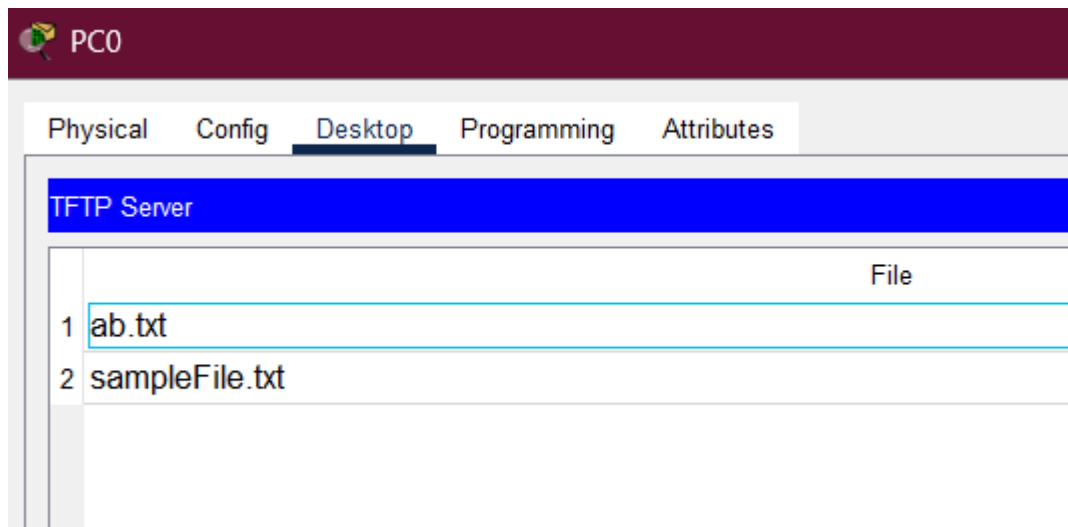 PC0
Physical Config Desktop Programming Attributes
TFTP Server
File
1 ab.txt
2 sampleFile.txt